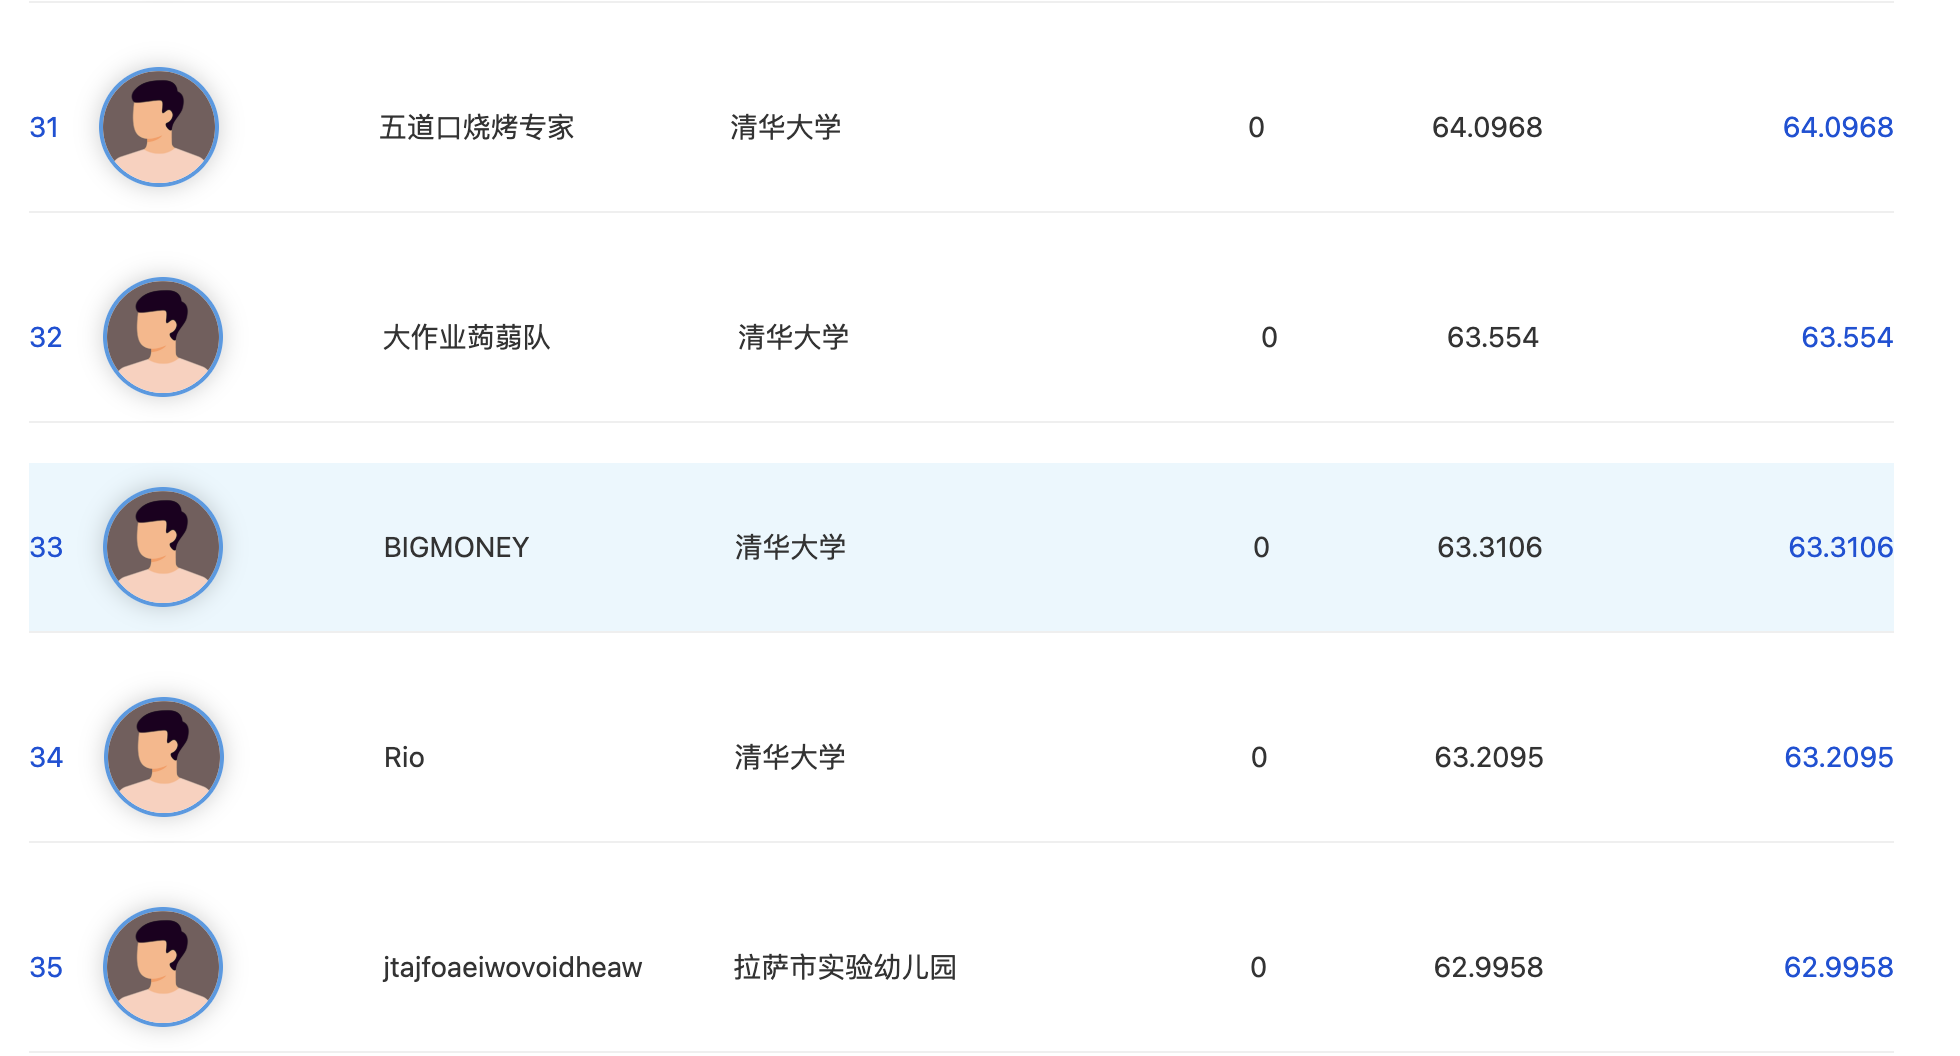 31 五道口烧烤专家 清华大学 0 64.0968 64.0968
32 大作业蒟蒻队 清华大学 0 63.554 63.554
33 BIGMONEY 清华大学 0 63.3106 63.3106
34 Rio 清华大学 0 63.2095 63.2095
35 jtajfoaeiwovoidheaw 拉萨市实验幼儿园 0 62.9958 62.9958